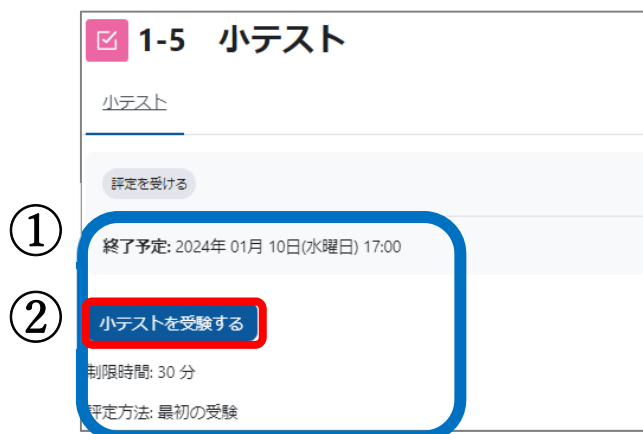 1-5 小テスト
小テスト
評定を受ける
①
終了予定: 2024年 01月 10日(水曜日) 17:00
②
小テストを受験する
制限時間: 30 分
評定方法: 最初の受験